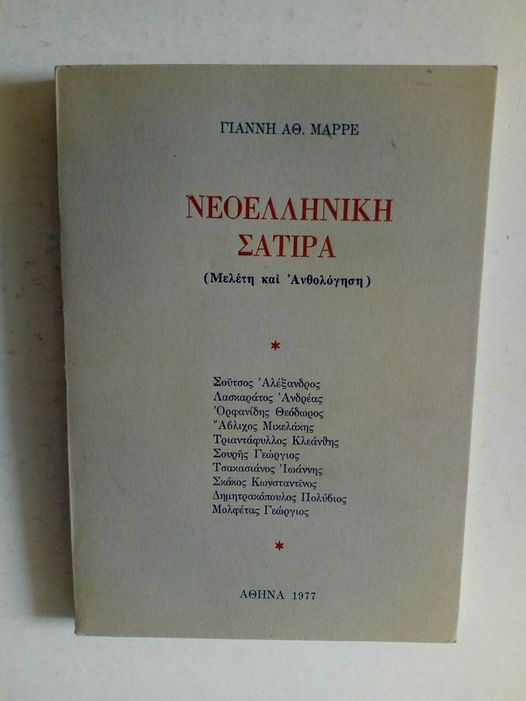 ΓΙΑΝΝΗ ΑΘ. ΜΑΡΡΕ
ΝΕΟΕΛΛΗΝΙΚΗ
ΣΑΤΙΡΑ
(Μελέτη καὶ Ἀνθολόγηση)
*
Σοῦτσος Ἀλέξανδρος
Λασκαράτος Ἀνδρέας
Ὀρφανίδης Θεόδωρος
Ἄβλιχος Μικελάκης
Τριαντάφυλλος Κλεάνθης
Σουρῆς Γεώργιος
Τσακασιάνος Ἰωάννης
Σκόκος Κωνσταντῖνος
Δημητρακόπουλος Πολύβιος
Μολφέτας Γεώργιος
*
ΑΘΗΝΑ 1977